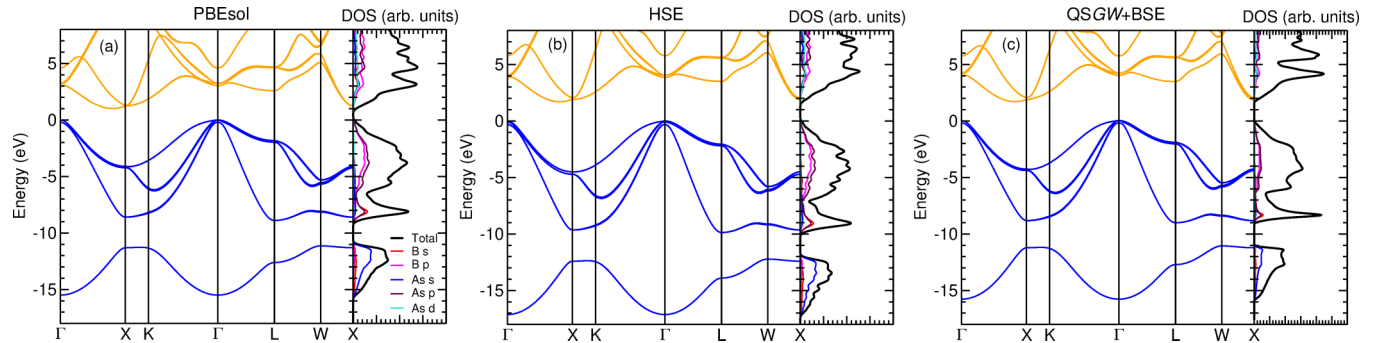 PBEsol
DOS (arb. units)
HSE
DOS (arb. units)
QSGW+BSE
DOS (arb. units)
(a)
(b)
(c)
Energy (eV)
5
0
-5
-10
-15
Γ X K Γ L W X
Total
B s
B p
As s
As p
As d
Energy (eV)
5
0
-5
-10
-15
Γ X K Γ L W X
Energy (eV)
5
0
-5
-10
-15
Γ X K Γ L W X